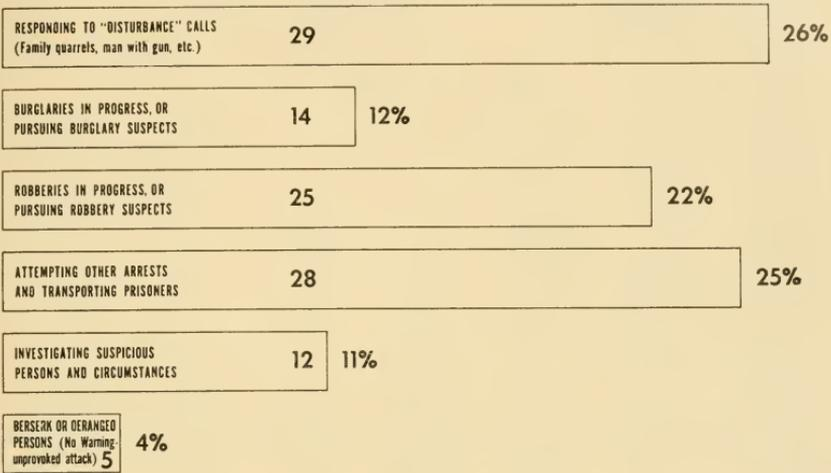 RESPONDING TO "DISTURBANCE" CALLS
(Family quarrels, man with gun, etc.)
29
26%
BURGLARIES IN PROGRESS, OR
PURSUING BURGLARY SUSPECTS
14
12%
ROBBERIES IN PROGRESS, OR
PURSUING ROBBERY SUSPECTS
25
22%
ATTEMPTING OTHER ARRESTS
AND TRANSPORTING PRISONERS
28
25%
INVESTIGATING SUSPICIOUS
PERSONS AND CIRCUMSTANCES
12
11%
BERSERK OR DERANGED
PERSONS (No Warning-
unprovoked attack) 5
4%